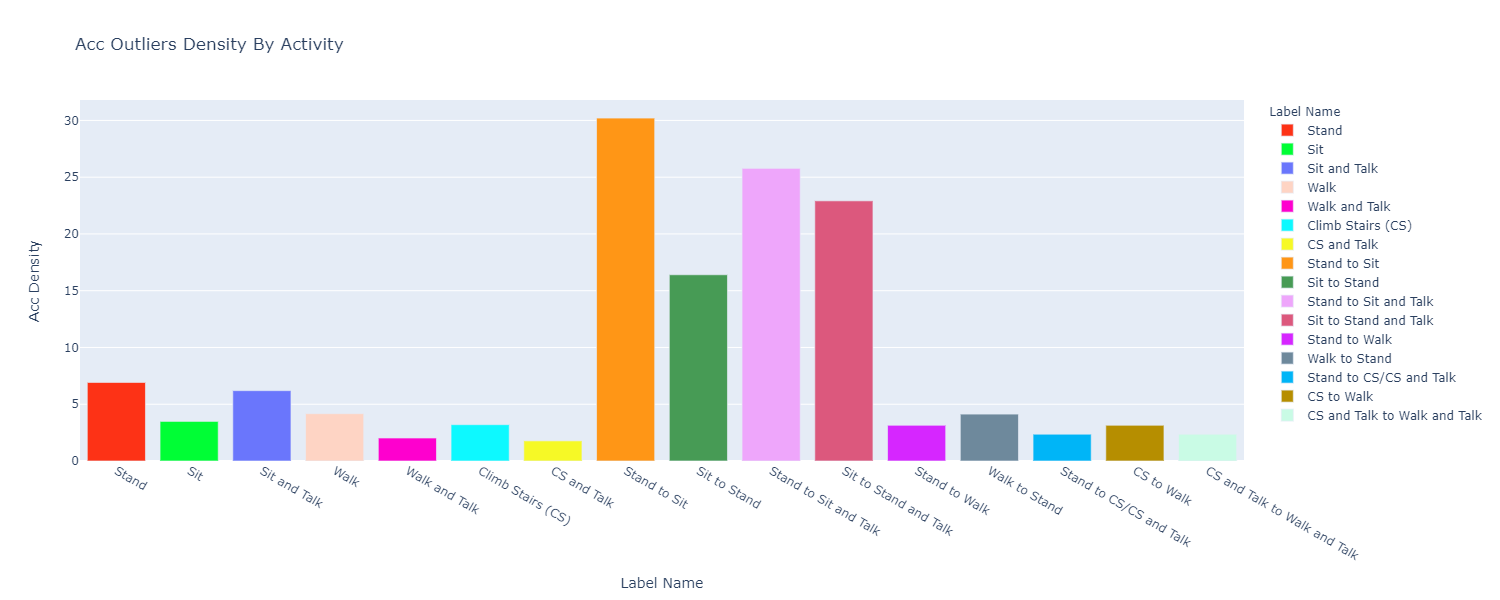 Acc Outliers Density By Activity
Acc Density
30
25
20
15
10
5
0
Stand
Sit
Sit and Talk
Walk
Walk and Talk
Climb Stairs (CS)
CS and Talk
Stand to Sit
Sit to Stand
Stand to Sit and Talk
Sit to Stand and Talk
Stand to Walk
Walk to Stand
Stand to CS/CS and Talk
CS to Walk
CS and Talk to Walk and Talk
Label Name
Label Name
Stand
Sit
Sit and Talk
Walk
Walk and Talk
Climb Stairs (CS)
CS and Talk
Stand to Sit
Sit to Stand
Stand to Sit and Talk
Sit to Stand and Talk
Stand to Walk
Walk to Stand
Stand to CS/CS and Talk
CS to Walk
CS and Talk to Walk and Talk